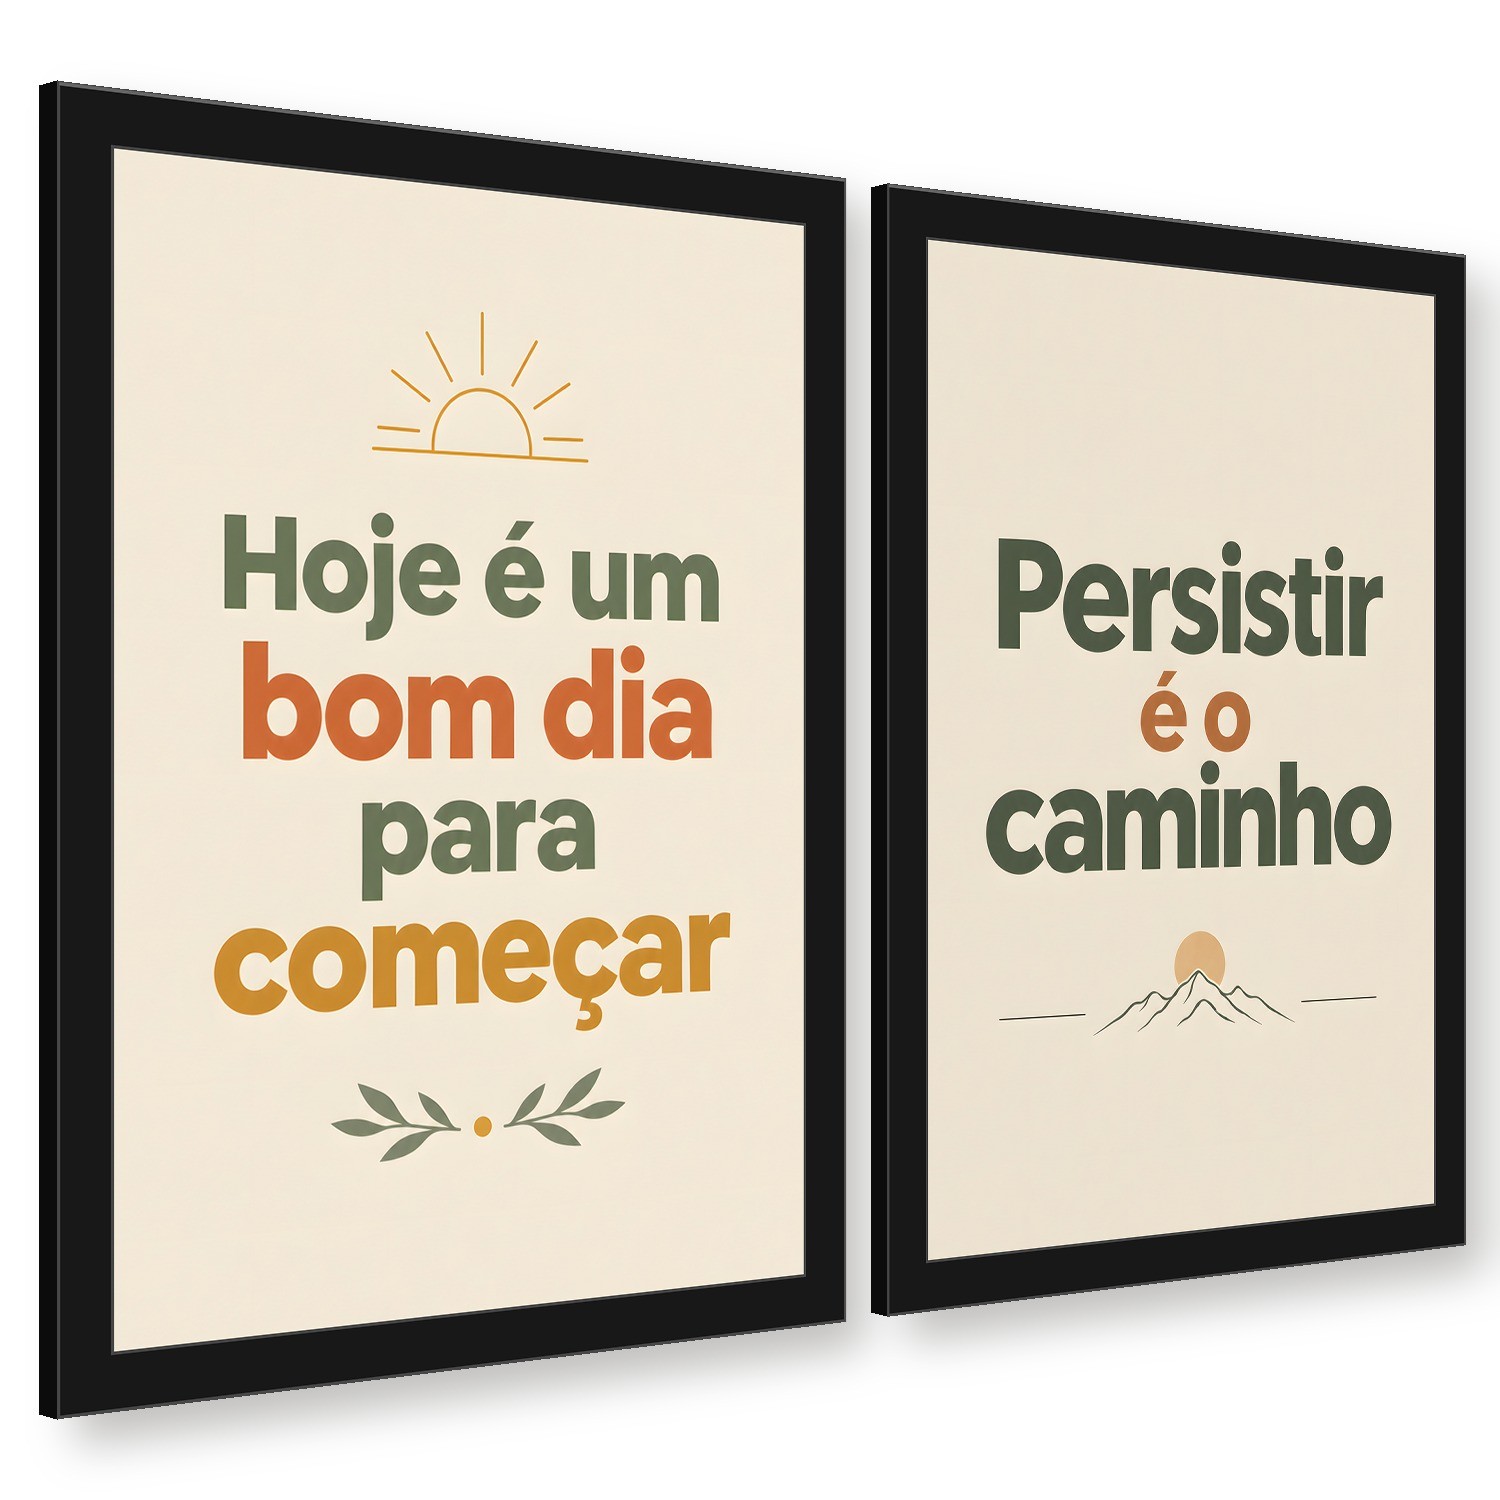 Hoje é um
bom dia
para
começar
Persistir
é o
caminho